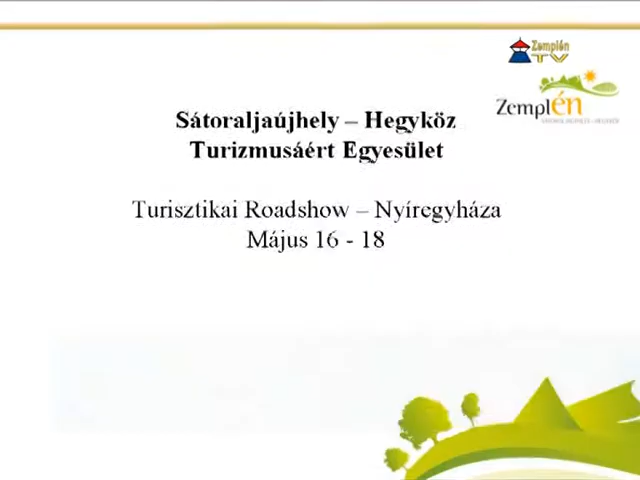 Zemplén
TV
Zemplén
Sátoraljaújhely – Hegyköz
Turizmusáért Egyesület
Turisztikai Roadshow – Nyíregyháza
Május 16 - 18